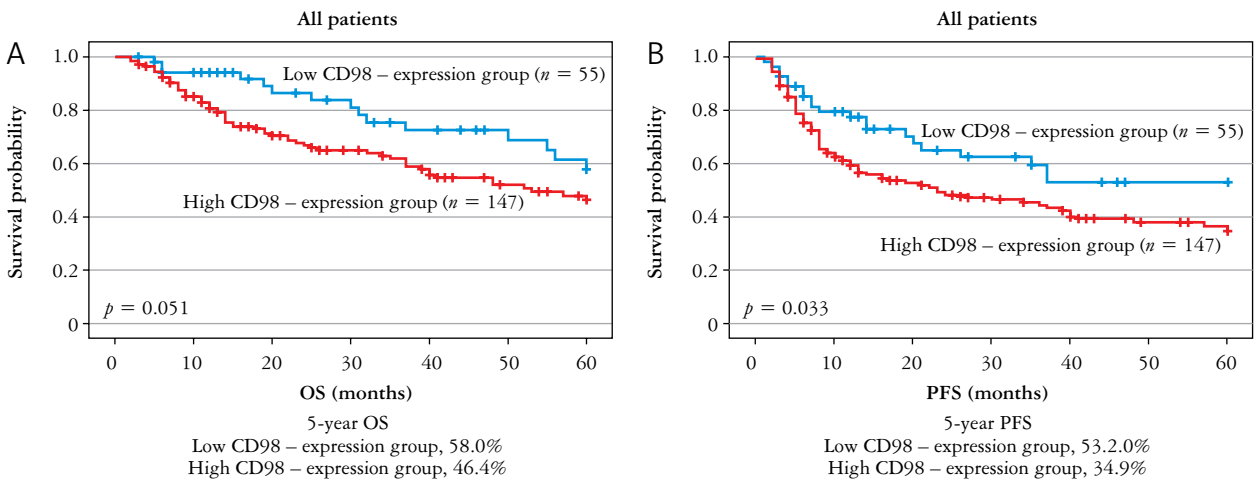 A
All patients
Survival probability
1.0
0.8
0.6
0.4
0.2
0
Low CD98 – expression group (n = 55)
High CD98 – expression group (n = 147)
p = 0.051
0 10 20 30 40 50 60
OS (months)
5-year OS
Low CD98 – expression group, 58.0%
High CD98 – expression group, 46.4%
B
All patients
Survival probability
1.0
0.8
0.6
0.4
0.2
0
Low CD98 – expression group (n = 55)
High CD98 – expression group (n = 147)
p = 0.033
0 10 20 30 40 50 60
PFS (months)
5-year PFS
Low CD98 – expression group, 53.2.0%
High CD98 – expression group, 34.9%